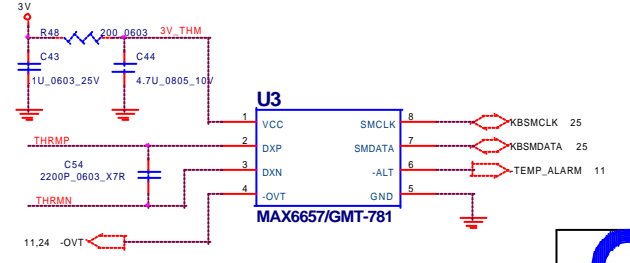 3V
R48 200_0603 3V_THM
C43 C44
1U_0603_25V 4.7U_0805_10V
U3
1 VCC SMCLK 8 KBSMCLK 25
THRMP 2 DXP SMDATA 7 KBSMDATA 25
C54
2200P_0603_X7R
3 DXN -ALT 6 -TEMP_ALARM 11
THRMN 4 -OVT GND 5
MAX6657/GMT-781
11,24 -OVT